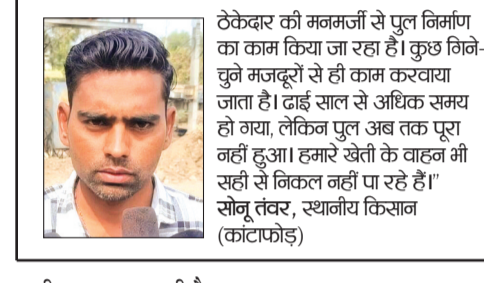 ठेकेदार की मनमर्जी से पुल निर्माण
का काम किया जा रहा है। कुछ गिने-
चुने मजदूरों से ही काम करवाया
जाता है। ढाई साल से अधिक समय
हो गया, लेकिन पुल अब तक पूरा
नहीं हुआ। हमारे खेती के वाहन भी
सही से निकल नहीं पा रहे हैं।”
सोनू तंवर, स्थानीय किसान
(कांटाफोड़)